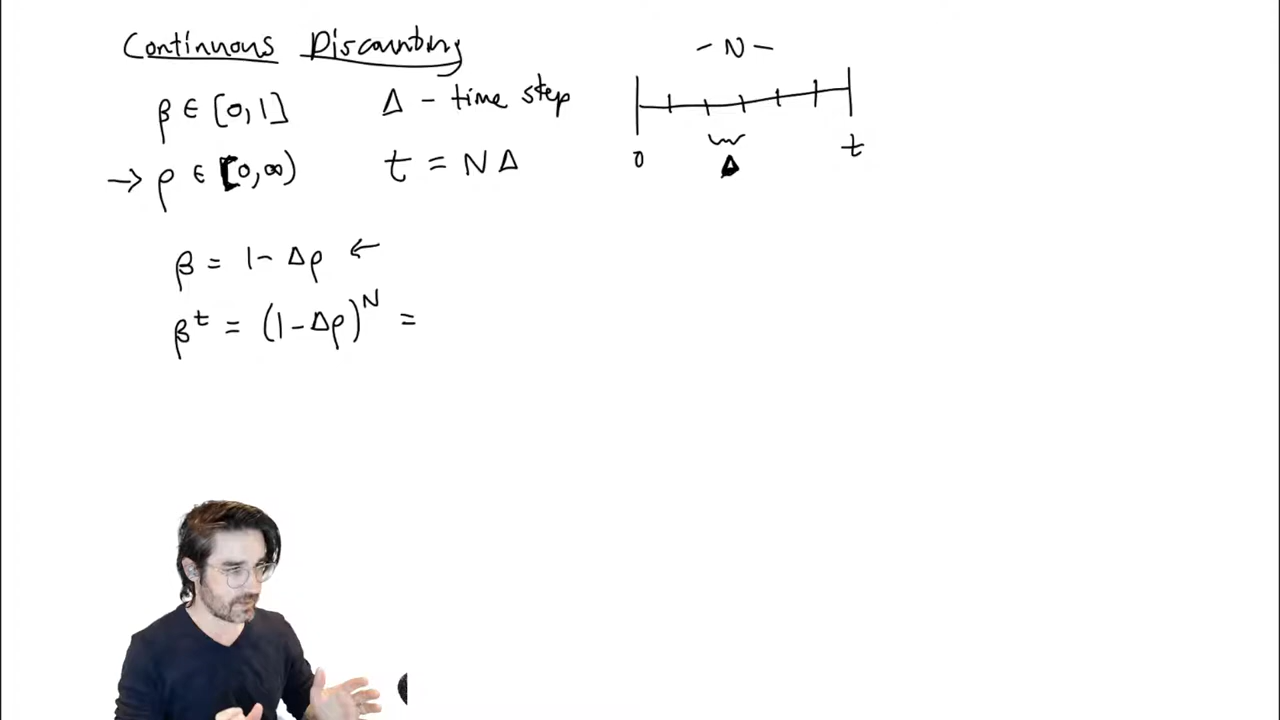 Continuous Discounting
β ∈ [0,1]
Δ - time step
→ ρ ∈ [0,∞)
t = NΔ
- N -
0
Δ
t
β = 1 - Δρ ←
β^t = (1 - Δρ)^N =